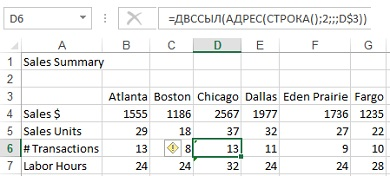 D6 =ДВССЫЛ(АДРЕС(СТРОКА();2;;;D$3))
A B C D E F G
1 Sales Summary
2
3 Atlanta Boston Chicago Dallas Eden Prairie Fargo
4 Sales $ 1555 1186 2567 1977 1736 1235
5 Sales Units 29 18 37 32 27 22
6 # Transactions 13 8 13 11 9 10
7 Labor Hours 24 24 32 24 24 28